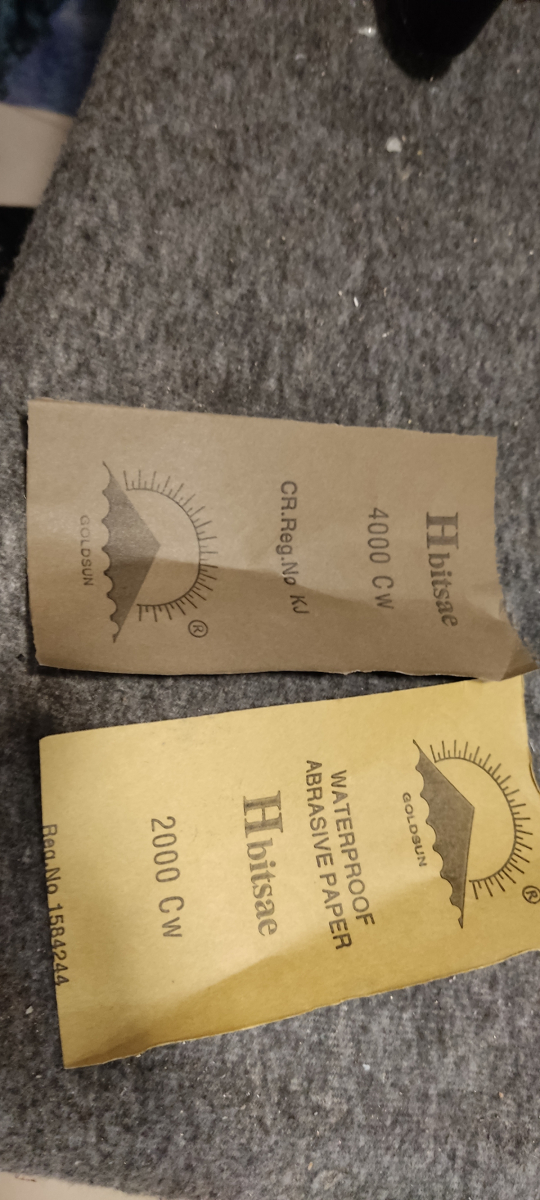 Hbitsae
4000 Cw
CR.Reg.No KJ
®
GOLDSUN
®
GOLDSUN
WATERPROOF
ABRASIVE PAPER
Hbitsae
2000 Cw
Reg.No 1584244